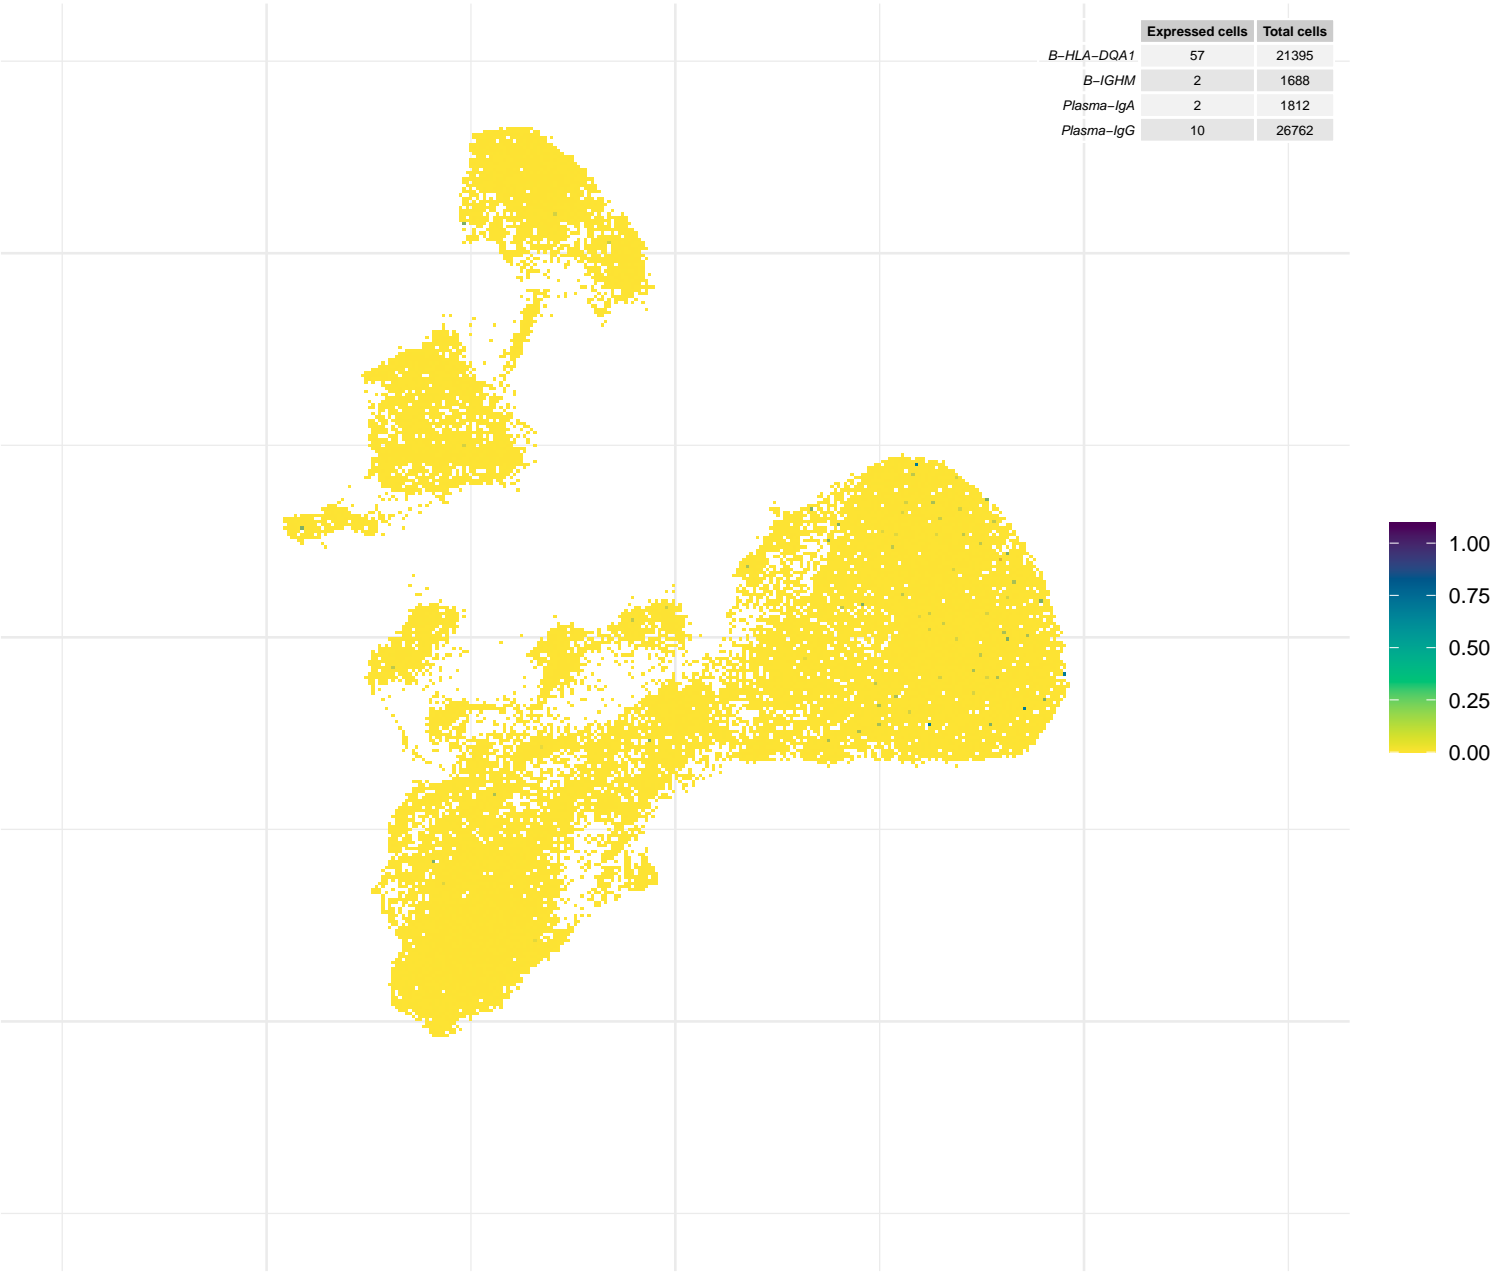 Expressed cells Total cells
B−HLA−DQA1 57 21395
B−IGHM 2 1688
Plasma−IgA 2 1812
Plasma−IgG 10 26762
1.00
0.75
0.50
0.25
0.00